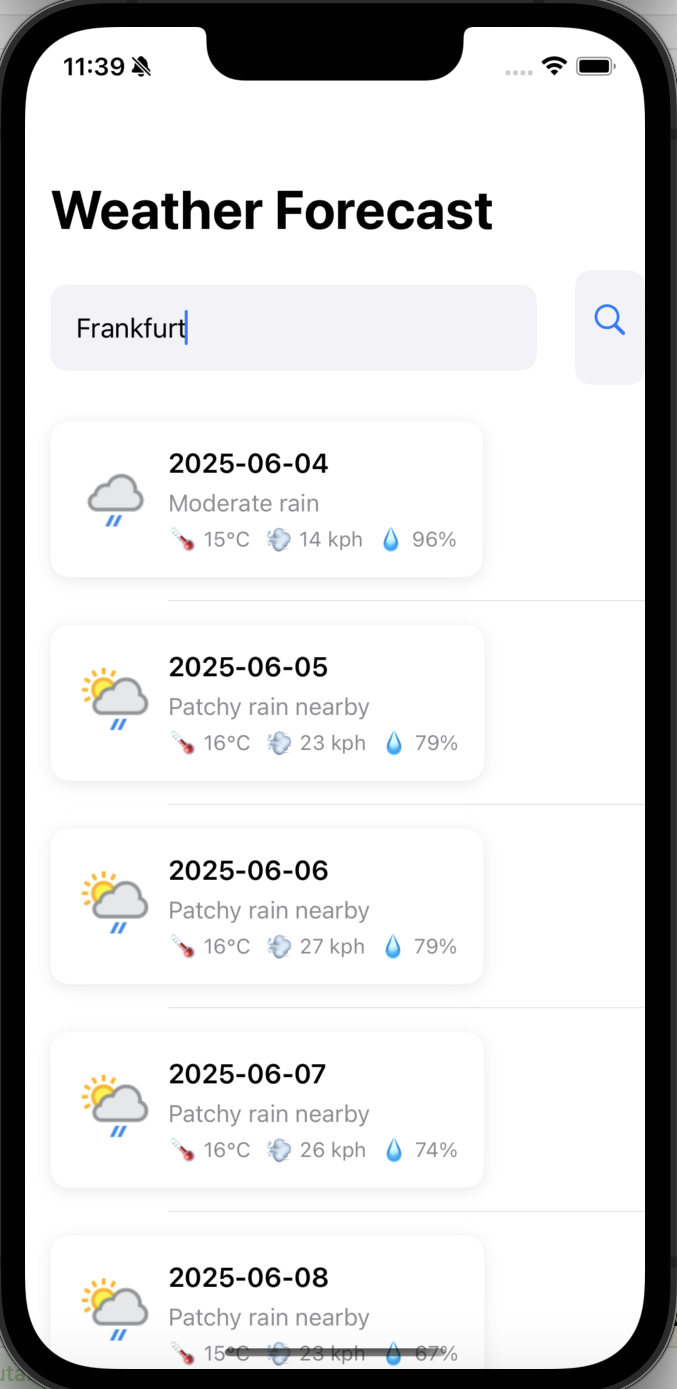 11:39
Weather Forecast
Frankfurt
2025-06-04
Moderate rain
15°C 14 kph 96%
2025-06-05
Patchy rain nearby
16°C 23 kph 79%
2025-06-06
Patchy rain nearby
16°C 27 kph 79%
2025-06-07
Patchy rain nearby
16°C 26 kph 74%
2025-06-08
Patchy rain nearby
15°C 23 kph 67%